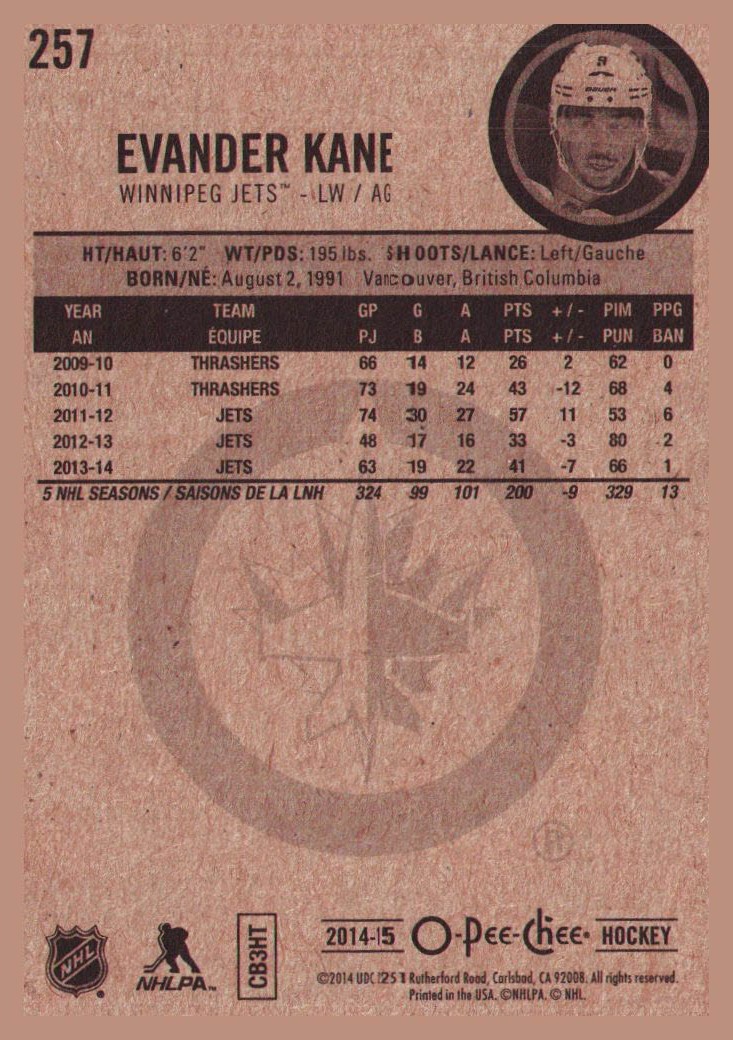 257
EVANDER KANE
WINNIPEG JETS™ - LW / AG
HT/HAUT: 6'2" WT/PDS: 195 lbs. SHOOTS/LANCE: Left/Gauche
BORN/NÉ: August 2, 1991 Vancouver, British Columbia
YEAR TEAM GP G A PTS +/- PIM PPG
AN ÉQUIPE PJ B A PTS +/- PUN BAN
2009-10 THRASHERS 66 14 12 26 2 62 0
2010-11 THRASHERS 73 19 24 43 -12 68 4
2011-12 JETS 74 30 27 57 11 53 6
2012-13 JETS 48 17 16 33 -3 80 2
2013-14 JETS 63 19 22 41 -7 66 1
5 NHL SEASONS / SAISONS DE LA LNH 324 99 101 200 -9 329 13
®
NHL
NHLPA™
CB3HT
2014-15 O-Pee-Chee® HOCKEY
©2014 UDC Rutherford Road, Carlsbad, CA 92008. All rights reserved.
Printed in the USA. ©NHLPA. © NHL.